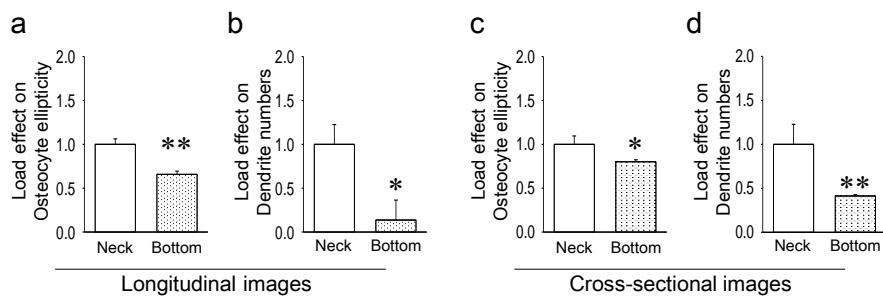 a
Load effect on
Osteocyte ellipticity
2.0
1.5
1.0
0.5
0.0
**
Neck Bottom
b
Load effect on
Dendrite numbers
2.0
1.5
1.0
0.5
0.0
*
Neck Bottom
Longitudinal images
c
Load effect on
Osteocyte ellipticity
2.0
1.5
1.0
0.5
0.0
*
Neck Bottom
d
Load effect on
Dendrite numbers
2.0
1.5
1.0
0.5
0.0
**
Neck Bottom
Cross-sectional images